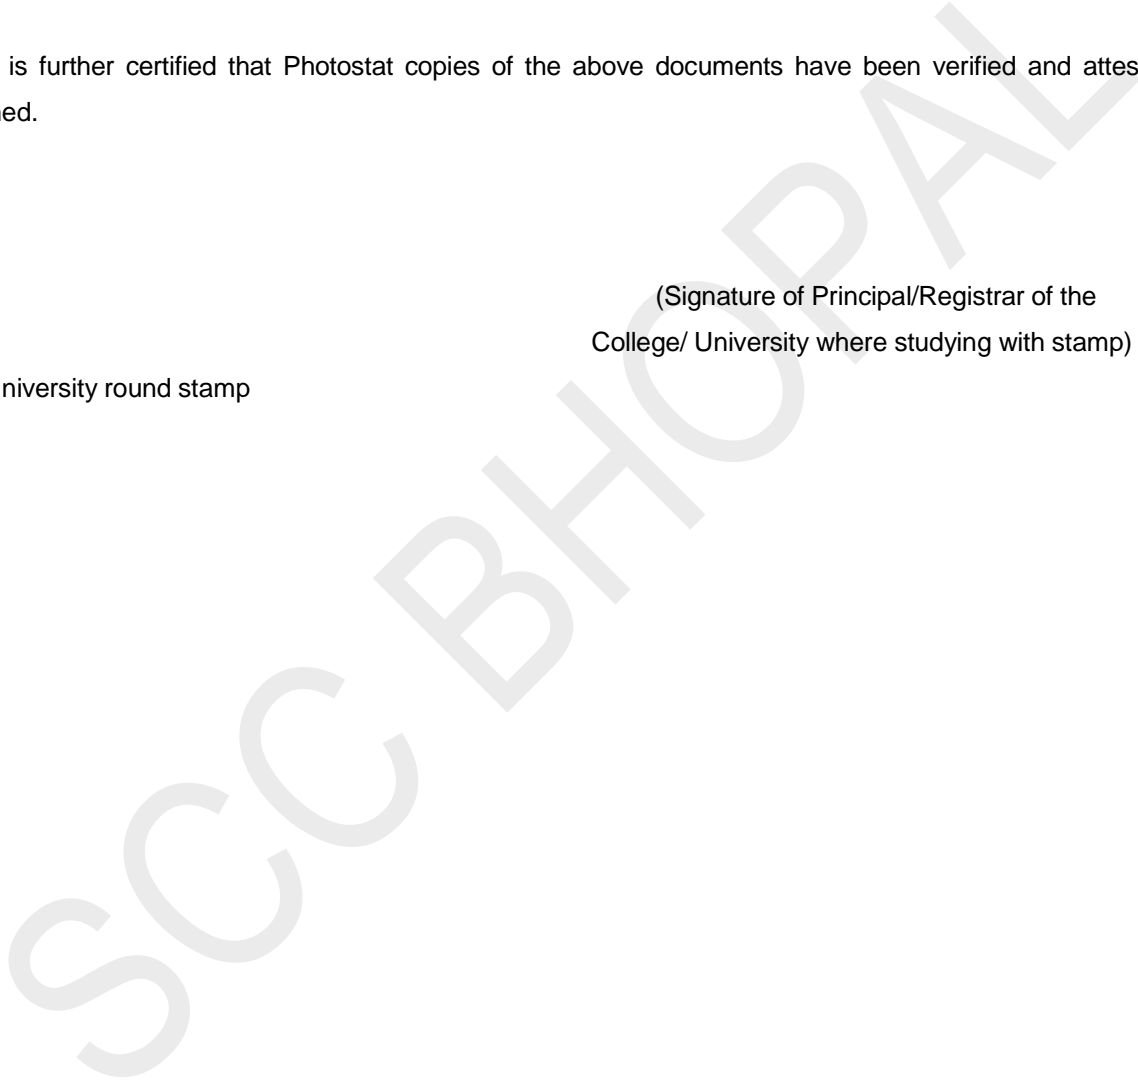 is further certified that Photostat copies of the above documents have been verified and attes
ned.
(Signature of Principal/Registrar of the
College/ University where studying with stamp)
niversity round stamp
SCC BHOPAL